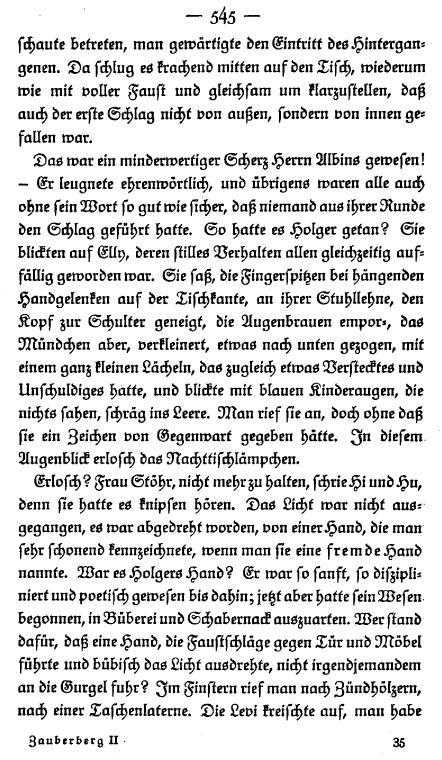 — 545 —
schaute betreten, man gewärtigte den Eintritt des Hintergan-
genen. Da schlug es krachend mitten auf den Tisch, wiederum
wie mit voller Faust und gleichsam um klarzustellen, daß
auch der erste Schlag nicht von außen, sondern von innen ge-
fallen war.
Das war ein minderwertiger Scherz Herrn Albins gewesen!
– Er leugnete ehrenwörtlich, und übrigens waren alle auch
ohne sein Wort so gut wie sicher, daß niemand aus ihrer Runde
den Schlag geführt hatte. So hatte es Holger getan? Sie
blickten auf Elly, deren stilles Verhalten allen gleichzeitig auf-
fällig geworden war. Sie saß, die Fingerspitzen bei hängenden
Handgelenken auf der Tischkante, an ihrer Stuhllehne, den
Kopf zur Schulter geneigt, die Augenbrauen empor-, das
Mündchen aber, verkleinert, etwas nach unten gezogen, mit
einem ganz kleinen Lächeln, das zugleich etwas Verstecktes und
Unschuldiges hatte, und blickte mit blauen Kinderaugen, die
nichts sahen, schräg ins Leere. Man rief sie an, doch ohne daß
sie ein Zeichen von Gegenwart gegeben hätte. In diesem
Augenblick erlosch das Nachttischlämpchen.
Erlosch? Frau Stöhr, nicht mehr zu halten, schrie Hi und Hu,
denn sie hatte es knipsen hören. Das Licht war nicht aus-
gegangen, es war abgedreht worden, von einer Hand, die man
sehr schonend kennzeichnete, wenn man sie eine fremde Hand
nannte. War es Holgers Hand? Er war so sanft, so diszipli-
niert und poetisch gewesen bis dahin; jetzt aber hatte sein Wesen
begonnen, in Büberei und Schabernack auszuarten. Wer stand
dafür, daß eine Hand, die Faustschläge gegen Tür und Möbel
führte und bübisch das Licht ausdrehte, nicht irgendjemandem
an die Gurgel fuhr? Im Finstern rief man nach Zündhölzern,
nach einer Taschenlaterne. Die Levi kreischte auf, man habe
Zauberberg II
35